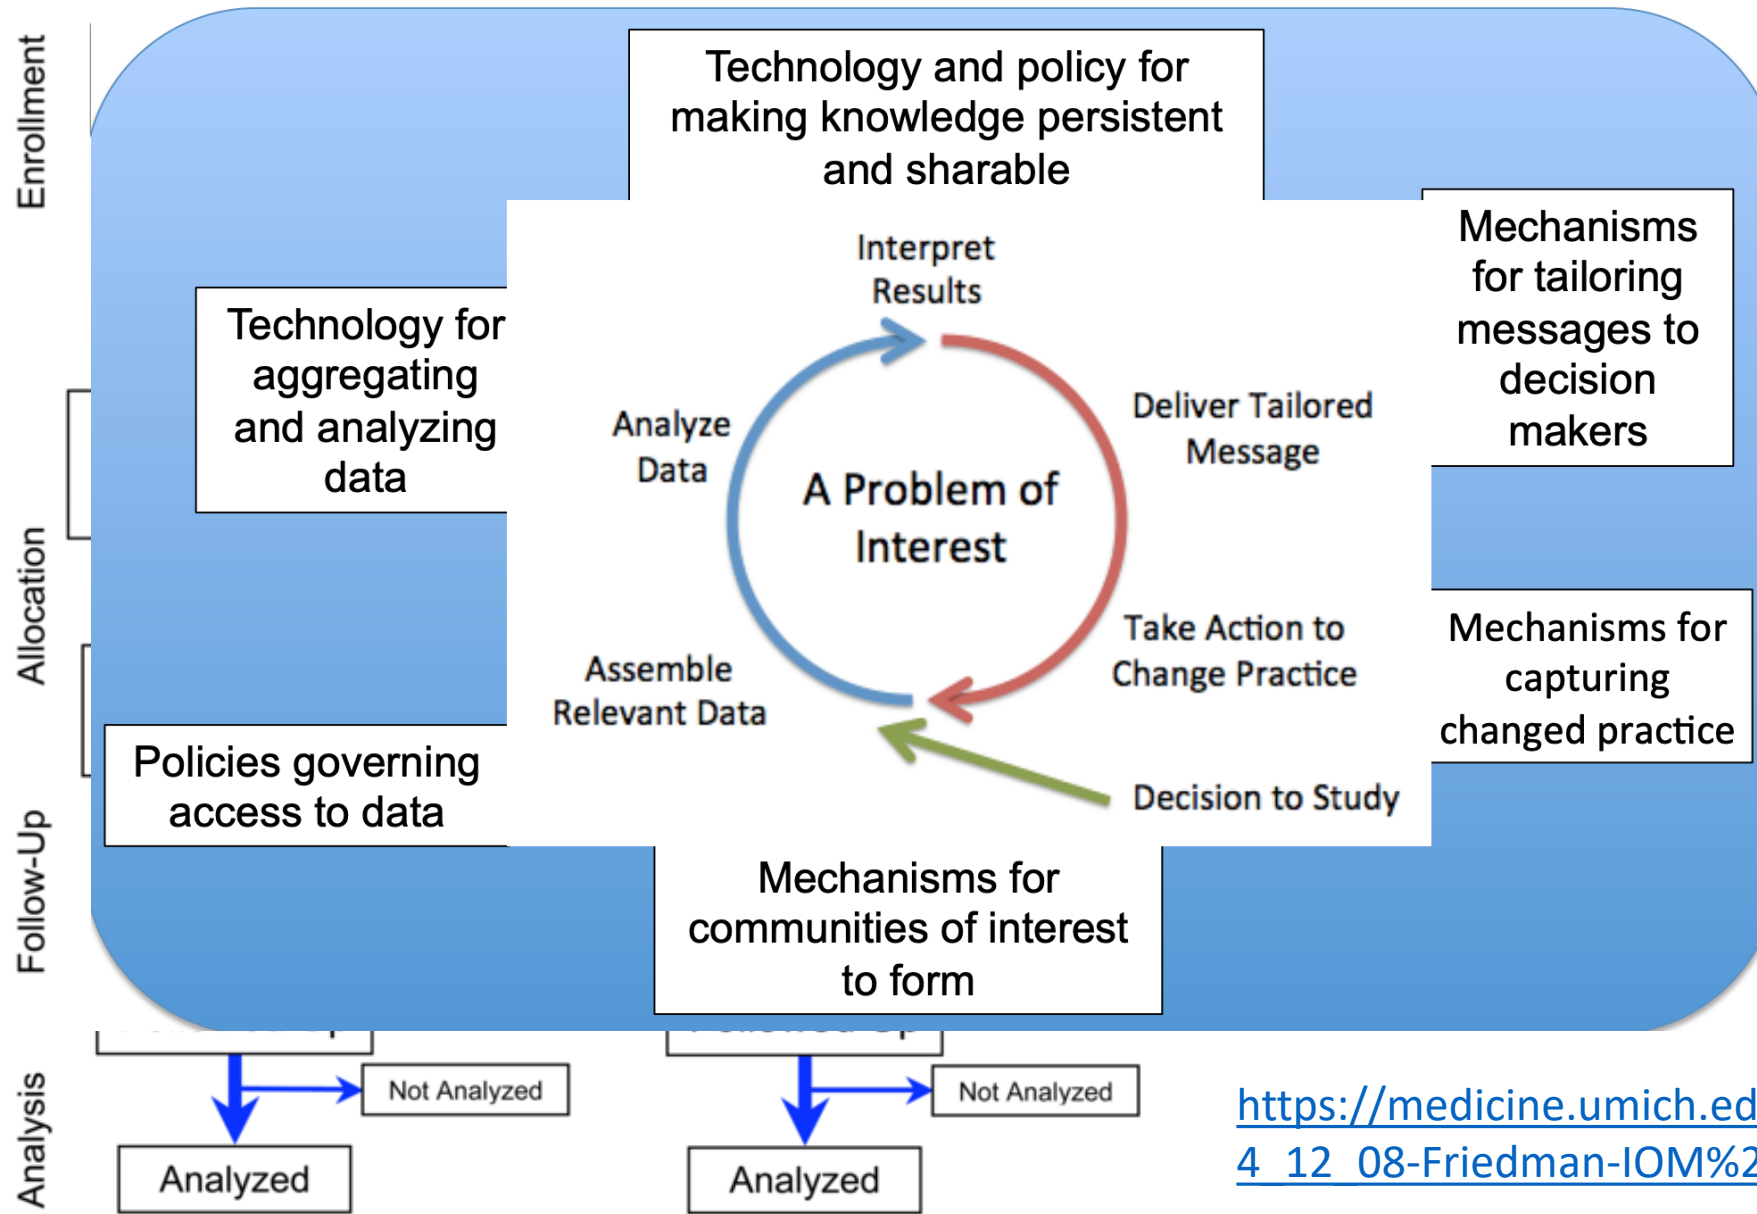 Enrollment
Technology and policy for
making knowledge persistent
and sharable
Mechanisms
for tailoring
messages to
decision
makers
Interpret
Results
Technology for
aggregating
and analyzing
data
Analyze
Data
Deliver Tailored
Message
A Problem of
Interest
Allocation
Take Action to
Change Practice
Mechanisms for
capturing
changed practice
Assemble
Relevant Data
Policies governing
access to data
Decision to Study
Follow-Up
Mechanisms for
communities of interest
to form
Analysis
Not Analyzed
Not Analyzed
Analyzed
Analyzed
https://medicine.umich.ed
4_12_08-Friedman-IOM%2